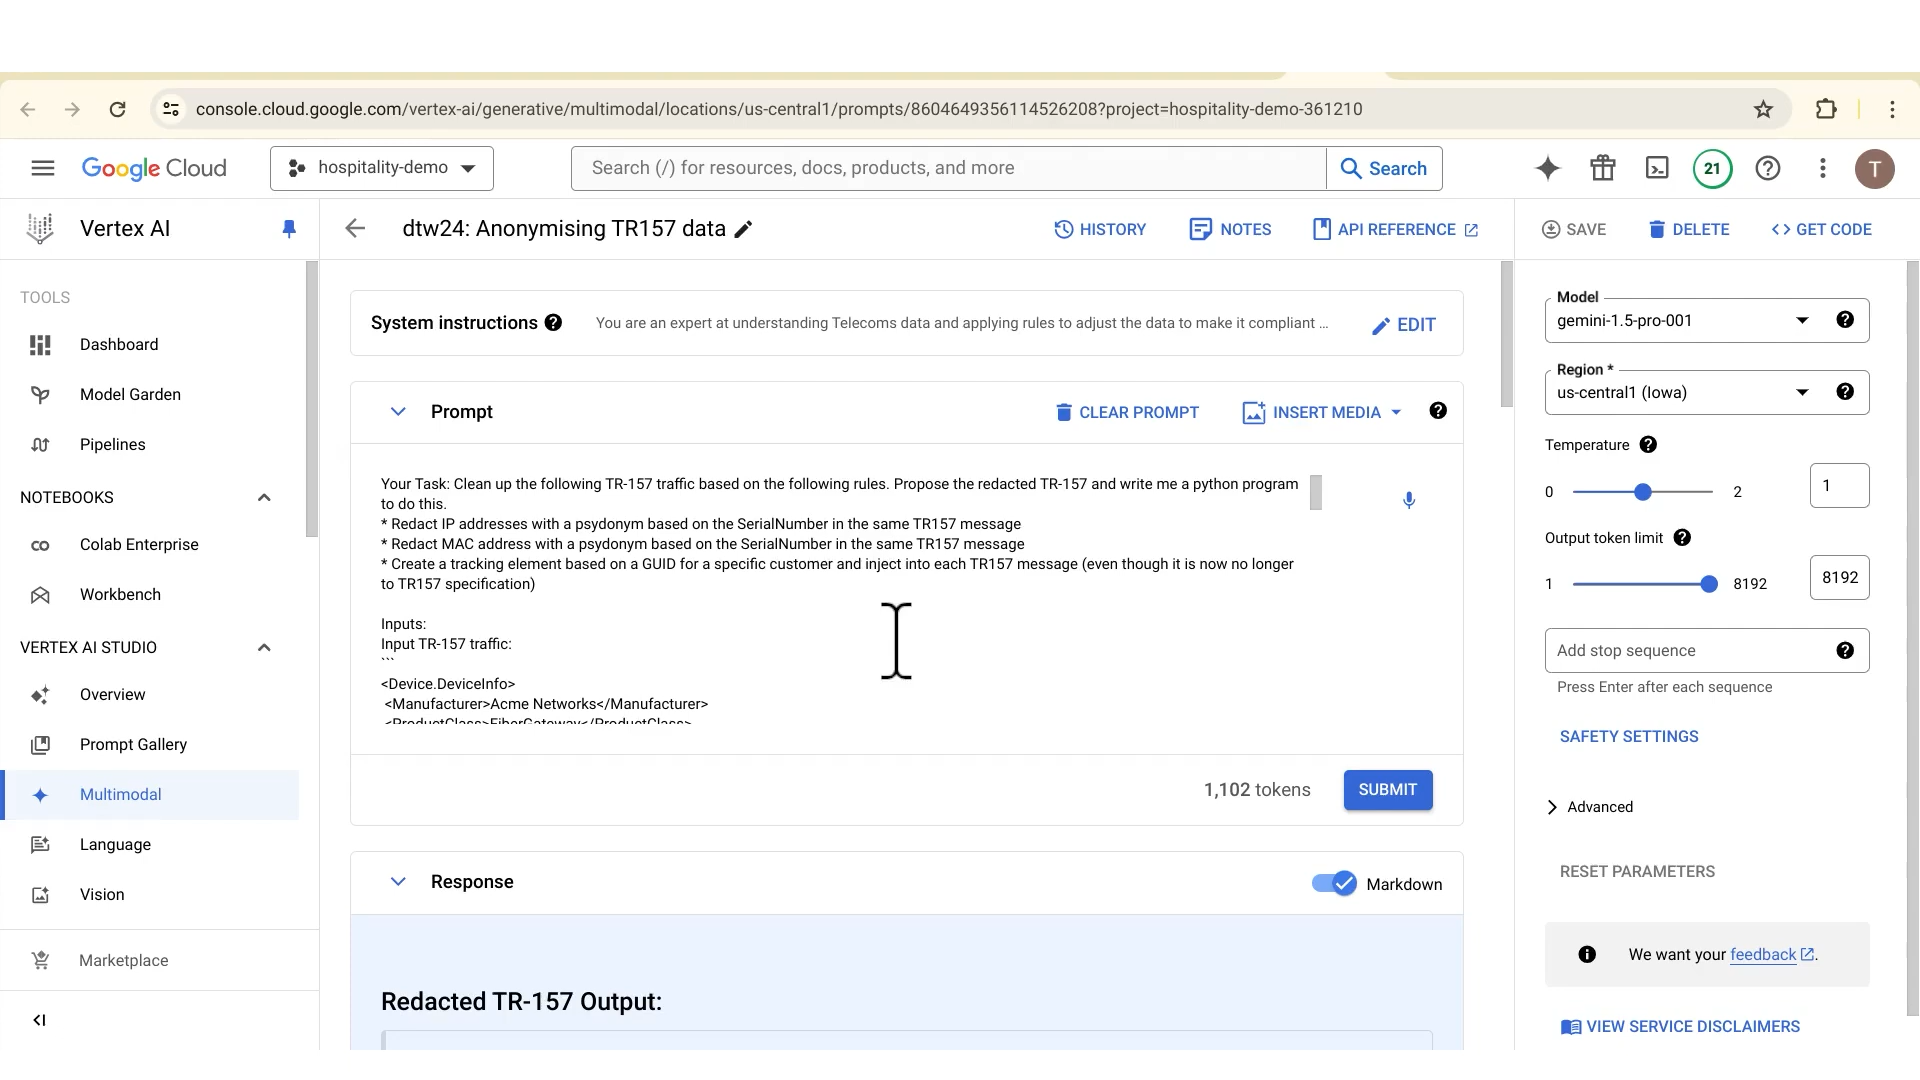 console.cloud.google.com/vertex-ai/generative/multimodal/locations/us-central1/prompts/8604649356114526208?project=hospitality-demo-361210
Google Cloud
hospitality-demo
Search (/) for resources, docs, products, and more
Search
21
T
Vertex AI
dtw24: Anonymising TR157 data
HISTORY
NOTES
API REFERENCE
SAVE
DELETE
<> GET CODE
TOOLS
Dashboard
Model Garden
Pipelines
NOTEBOOKS
Colab Enterprise
Workbench
VERTEX AI STUDIO
Overview
Prompt Gallery
Multimodal
Language
Vision
Marketplace
System instructions
You are an expert at understanding Telecoms data and applying rules to adjust the data to make it compliant ...
EDIT
Prompt
CLEAR PROMPT
INSERT MEDIA
Your Task: Clean up the following TR-157 traffic based on the following rules. Propose the redacted TR-157 and write me a python program
to do this.
* Redact IP addresses with a psydonym based on the SerialNumber in the same TR157 message
* Redact MAC address with a psydonym based on the SerialNumber in the same TR157 message
* Create a tracking element based on a GUID for a specific customer and inject into each TR157 message (even though it is now no longer
to TR157 specification)
Inputs:
Input TR-157 traffic:
```
<Device.DeviceInfo>
<Manufacturer>Acme Networks</Manufacturer>
<ProductClass>FiberGateway</ProductClass>
1,102 tokens
SUBMIT
Response
Markdown
Redacted TR-157 Output:
Model
gemini-1.5-pro-001
Region *
us-central1 (Iowa)
Temperature
0
2
1
Output token limit
1
8192
8192
Add stop sequence
Press Enter after each sequence
SAFETY SETTINGS
Advanced
RESET PARAMETERS
We want your feedback.
VIEW SERVICE DISCLAIMERS